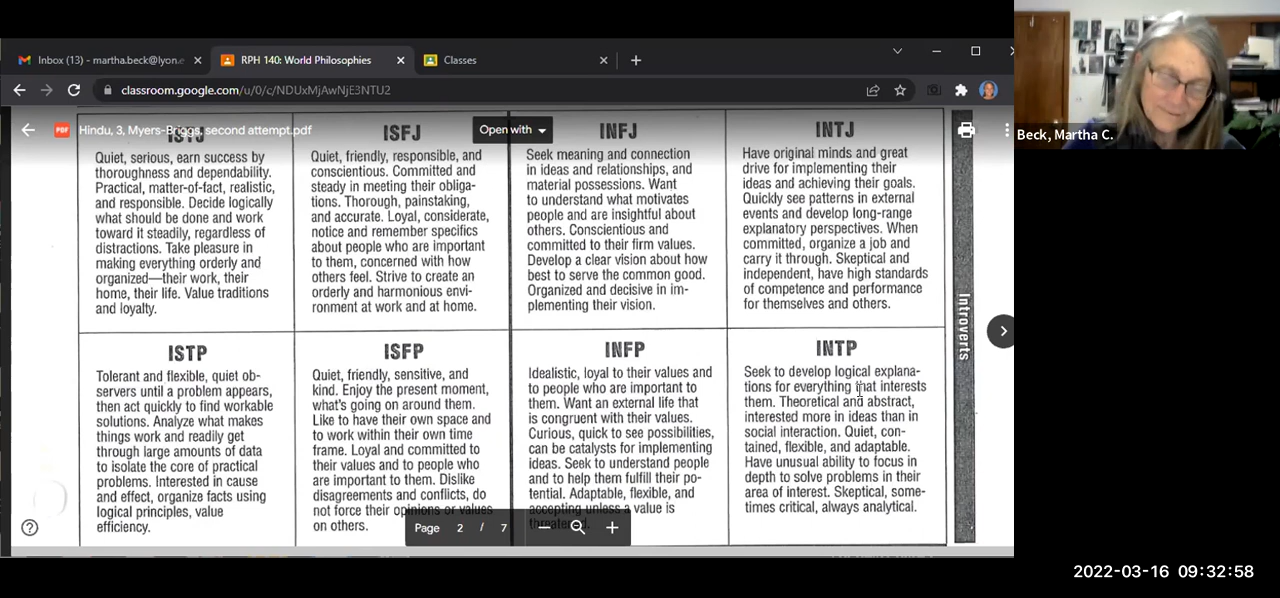 Inbox (13) - martha.beck@lyon.e
RPH 140: World Philosophies
Classes
classroom.google.com/u/0/c/NDUxMjAwNjE3NTU2
Hindu, 3, Myers-Briggs, second attempt.pdf
Open with
Beck, Martha C.
ISTJ
Quiet, serious, earn success by
thoroughness and dependability.
Practical, matter-of-fact, realistic,
and responsible. Decide logically
what should be done and work
toward it steadily, regardless of
distractions. Take pleasure in
making everything orderly and
organized—their work, their
home, their life. Value traditions
and loyalty.
ISFJ
Quiet, friendly, responsible, and
conscientious. Committed and
steady in meeting their obliga-
tions. Thorough, painstaking,
and accurate. Loyal, considerate,
notice and remember specifics
about people who are important
to them, concerned with how
others feel. Strive to create an
orderly and harmonious envi-
ronment at work and at home.
INFJ
Seek meaning and connection
in ideas and relationships, and
material possessions. Want
to understand what motivates
people and are insightful about
others. Conscientious and
committed to their firm values.
Develop a clear vision about how
best to serve the common good.
Organized and decisive in im-
plementing their vision.
INTJ
Have original minds and great
drive for implementing their
ideas and achieving their goals.
Quickly see patterns in external
events and develop long-range
explanatory perspectives. When
committed, organize a job and
carry it through. Skeptical and
independent, have high standards
of competence and performance
for themselves and others.
Introverts
ISTP
Tolerant and flexible, quiet ob-
servers until a problem appears,
then act quickly to find workable
solutions. Analyze what makes
things work and readily get
through large amounts of data
to isolate the core of practical
problems. Interested in cause
and effect, organize facts using
logical principles, value
efficiency.
ISFP
Quiet, friendly, sensitive, and
kind. Enjoy the present moment,
what's going on around them.
Like to have their own space and
to work within their own time
frame. Loyal and committed to
their values and to people who
are important to them. Dislike
disagreements and conflicts, do
not force their opinions or values
on others.
INFP
Idealistic, loyal to their values and
to people who are important to
them. Want an external life that
is congruent with their values.
Curious, quick to see possibilities,
can be catalysts for implementing
ideas. Seek to understand people
and to help them fulfill their po-
tential. Adaptable, flexible, and
accepting unless a value is
threatened.
INTP
Seek to develop logical explana-
tions for everything that interests
them. Theoretical and abstract,
interested more in ideas than in
social interaction. Quiet, con-
tained, flexible, and adaptable.
Have unusual ability to focus in
depth to solve problems in their
area of interest. Skeptical, some-
times critical, always analytical.
Page 2 / 7
2022-03-16 09:32:58